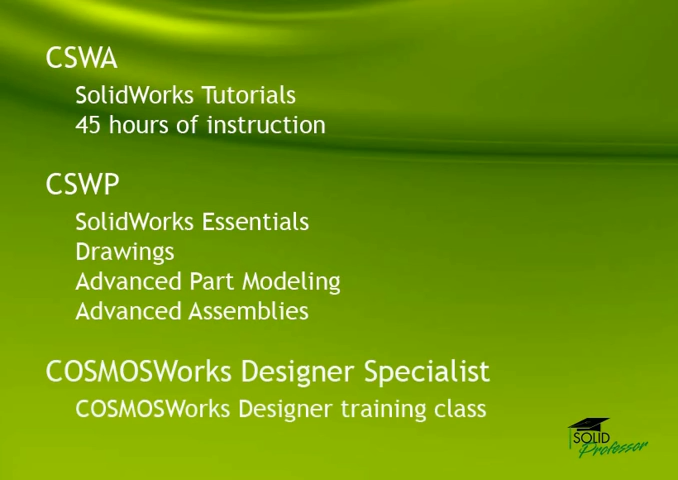 CSWA
SolidWorks Tutorials
45 hours of instruction
CSWP
SolidWorks Essentials
Drawings
Advanced Part Modeling
Advanced Assemblies
COSMOSWorks Designer Specialist
COSMOSWorks Designer training class
SOLID
Professor